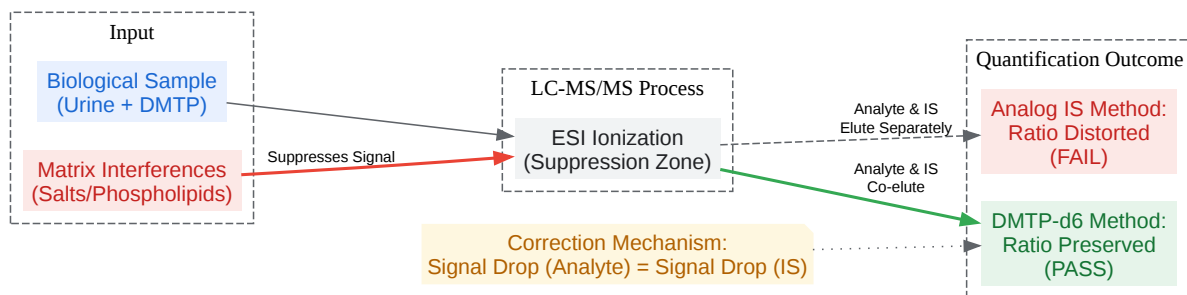 Input
Biological Sample
(Urine + DMTP)
Matrix Interferences
(Salts/Phospholipids)
Suppresses Signal
LC-MS/MS Process
ESI Ionization
(Suppression Zone)
Analyte & IS
Elute Separately
Analyte & IS
Co-elute
Correction Mechanism:
Signal Drop (Analyte) = Signal Drop (IS)
Quantification Outcome
Analog IS Method:
Ratio Distorted
(FAIL)
DMTP-d6 Method:
Ratio Preserved
(PASS)